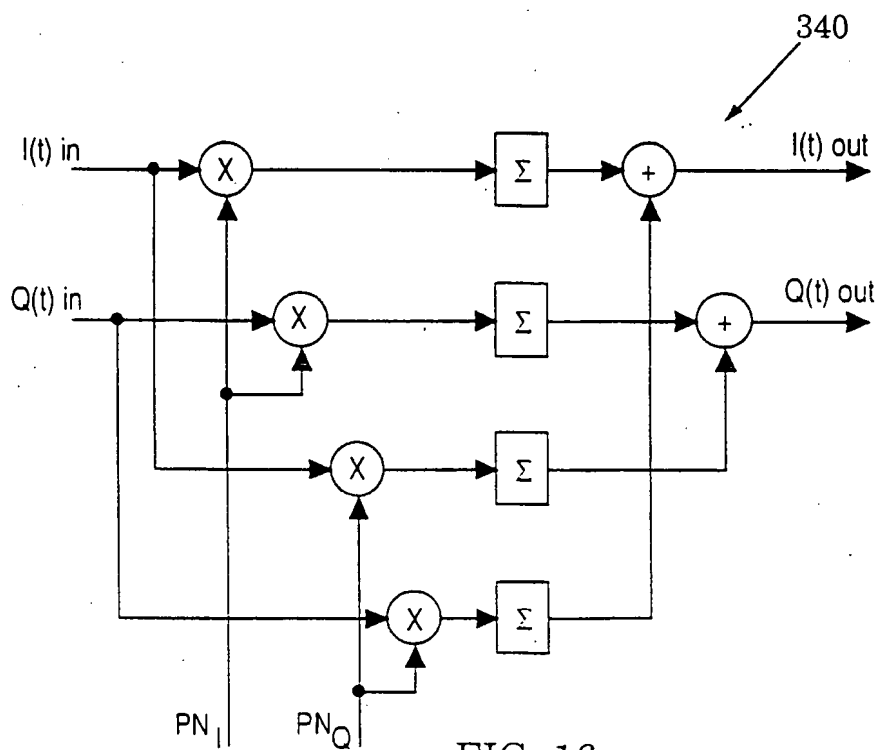 340
I(t) in
X
Σ
+
I(t) out
Q(t) in
X
Σ
+
Q(t) out
X
Σ
X
Σ
PN I
PN Q